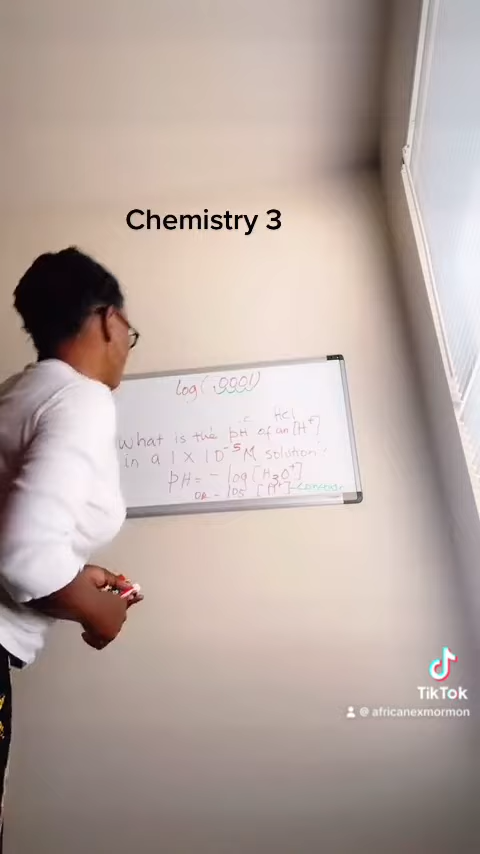 Chemistry 3
log(.0001)
HCl
What is the pH of an [H⁺]
in a 1 x 10⁻⁵ M solution?
pH = - log [H₃O⁺]
OR - log [H⁺]
TikTok
@africanexmormon